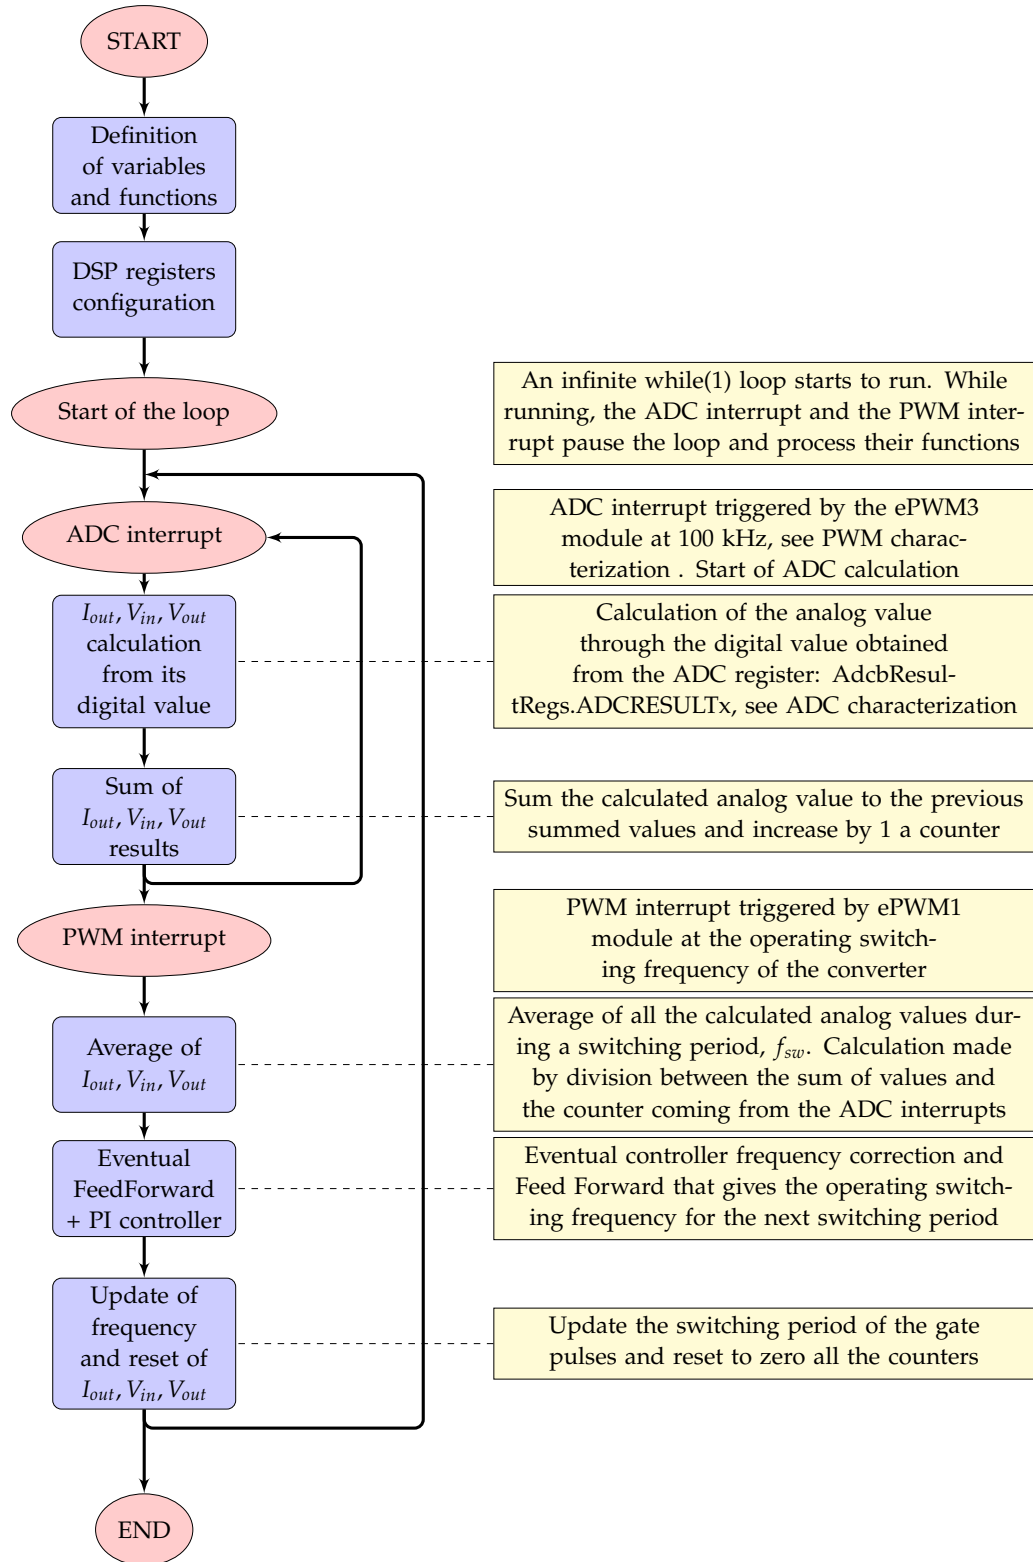 START
Definition
of variables
and functions
DSP registers
configuration
Start of the loop
An infinite while(1) loop starts to run. While
running, the ADC interrupt and the PWM inter-
rupt pause the loop and process their functions
ADC interrupt
ADC interrupt triggered by the ePWM3
module at 100 kHz, see PWM charac-
terization . Start of ADC calculation
I_out, V_in, V_out
calculation
from its
digital value
Calculation of the analog value
through the digital value obtained
from the ADC register: AdcbResul-
tRegs.ADCRESULTx, see ADC characterization
Sum of
I_out, V_in, V_out
results
Sum the calculated analog value to the previous
summed values and increase by 1 a counter
PWM interrupt
PWM interrupt triggered by ePWM1
module at the operating switch-
ing frequency of the converter
Average of
I_out, V_in, V_out
Average of all the calculated analog values dur-
ing a switching period, f_sw. Calculation made
by division between the sum of values and
the counter coming from the ADC interrupts
Eventual
FeedForward
+ PI controller
Eventual controller frequency correction and
Feed Forward that gives the operating switch-
ing frequency for the next switching period
Update of
frequency
and reset of
I_out, V_in, V_out
Update the switching period of the gate
pulses and reset to zero all the counters
END